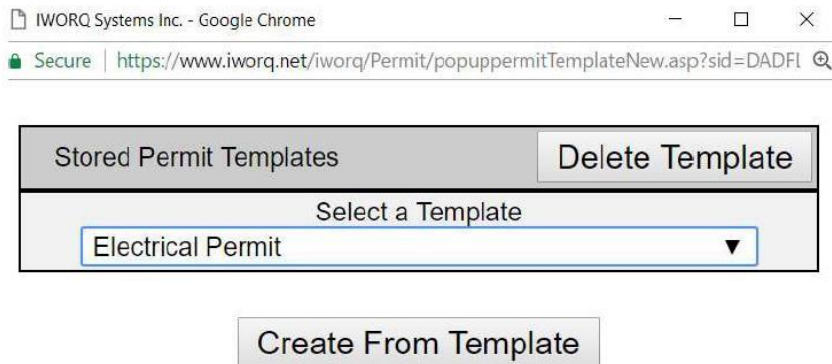 IWORQ Systems Inc. - Google Chrome
Secure | https://www.iworq.net/iworq/Permit/popuppermitTemplateNew.asp?sid=DADFL
Stored Permit Templates Delete Template
Select a Template
Electrical Permit
Create From Template